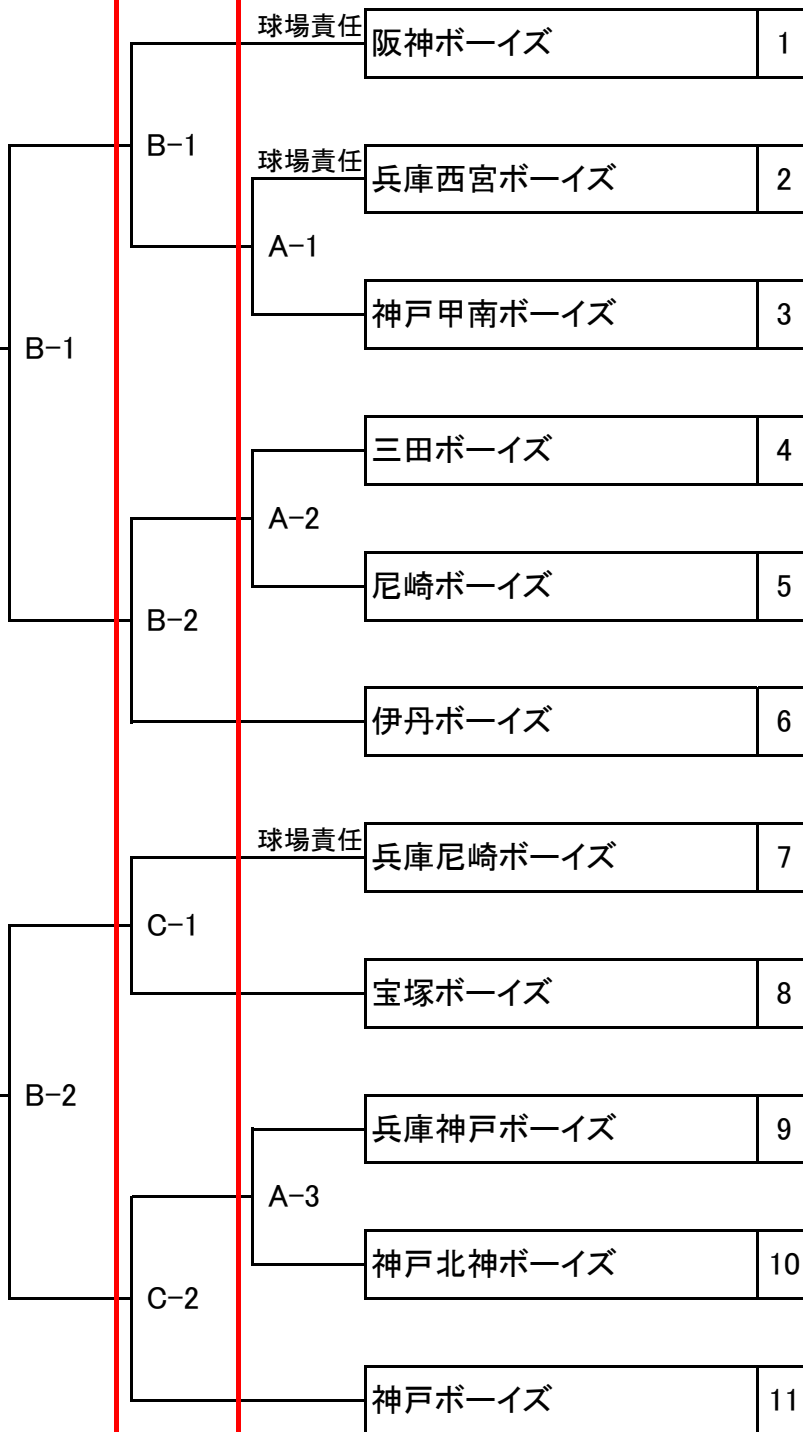 球場責任
阪神ボーイズ 1
B-1
球場責任
兵庫西宮ボーイズ 2
A-1
神戸甲南ボーイズ 3
B-1
三田ボーイズ 4
A-2
尼崎ボーイズ 5
B-2
伊丹ボーイズ 6
球場責任
兵庫尼崎ボーイズ 7
C-1
宝塚ボーイズ 8
B-2
兵庫神戸ボーイズ 9
A-3
神戸北神ボーイズ 10
C-2
神戸ボーイズ 11